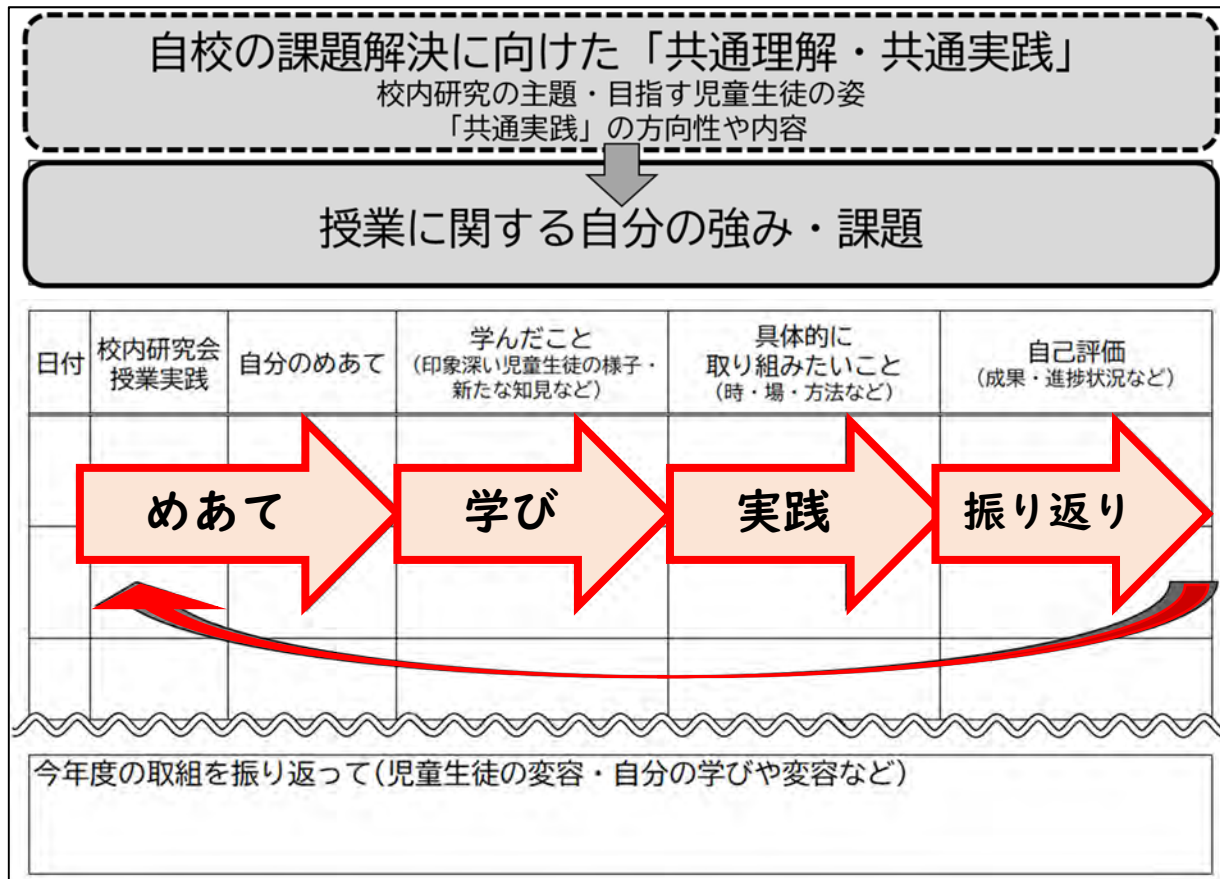 自校の課題解決に向けた「共通理解・共通実践」
校内研究の主題・目指す児童生徒の姿
「共通実践」の方向性や内容
授業に関する自分の強み・課題
日付
校内研究会
授業実践
自分のめあて
学んだこと
(印象深い児童生徒の様子・
新たな知見など)
具体的に
取り組みたいこと
(時・場・方法など)
自己評価
(成果・進捗状況など)
めあて
学び
実践
振り返り
今年度の取組を振り返って(児童生徒の変容・自分の学びや変容など)